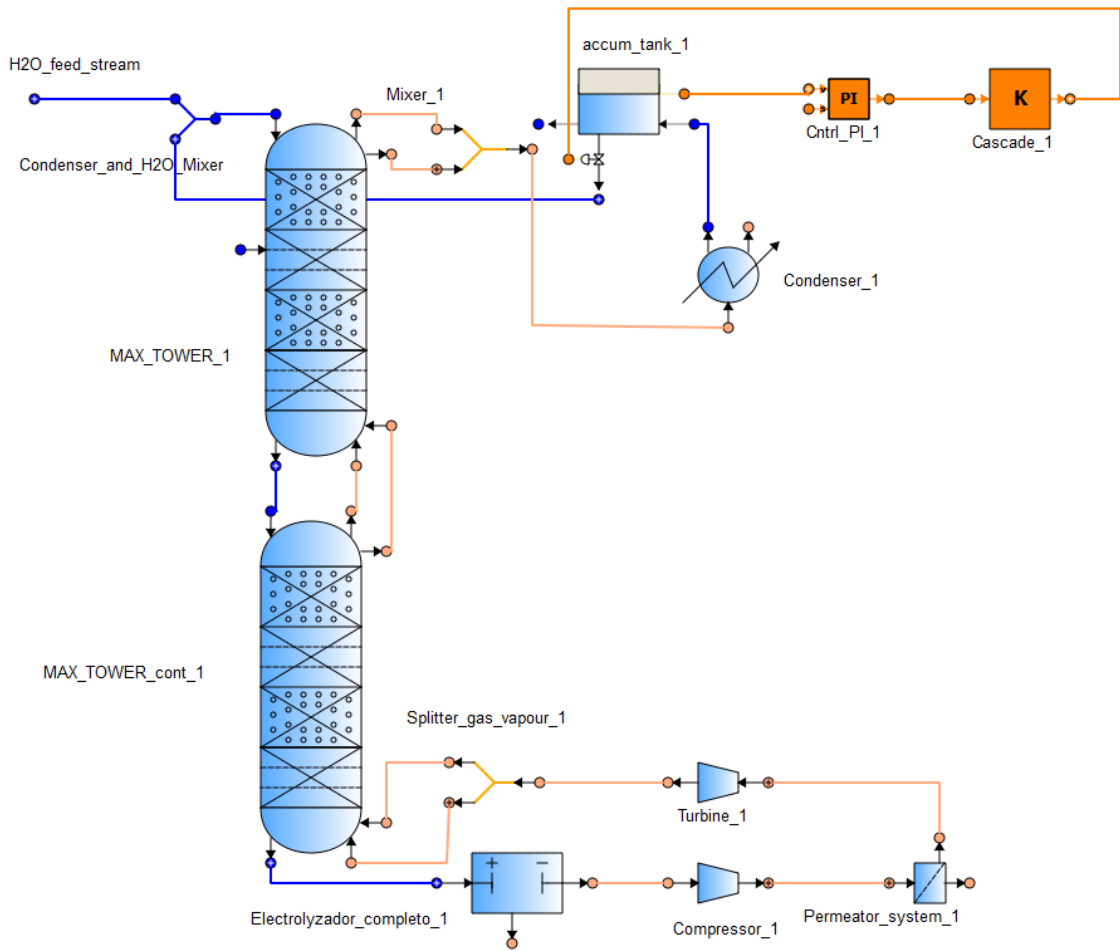 accum_tank_1
H2O_feed_stream
Mixer_1
PI
K
Cntrl_PI_1
Cascade_1
Condenser_and_H2O_Mixer
Condenser_1
MAX_TOWER_1
MAX_TOWER_cont_1
Splitter_gas_vapour_1
Turbine_1
+ −
Electrolyzador_completo_1
Compressor_1
Permeator_system_1